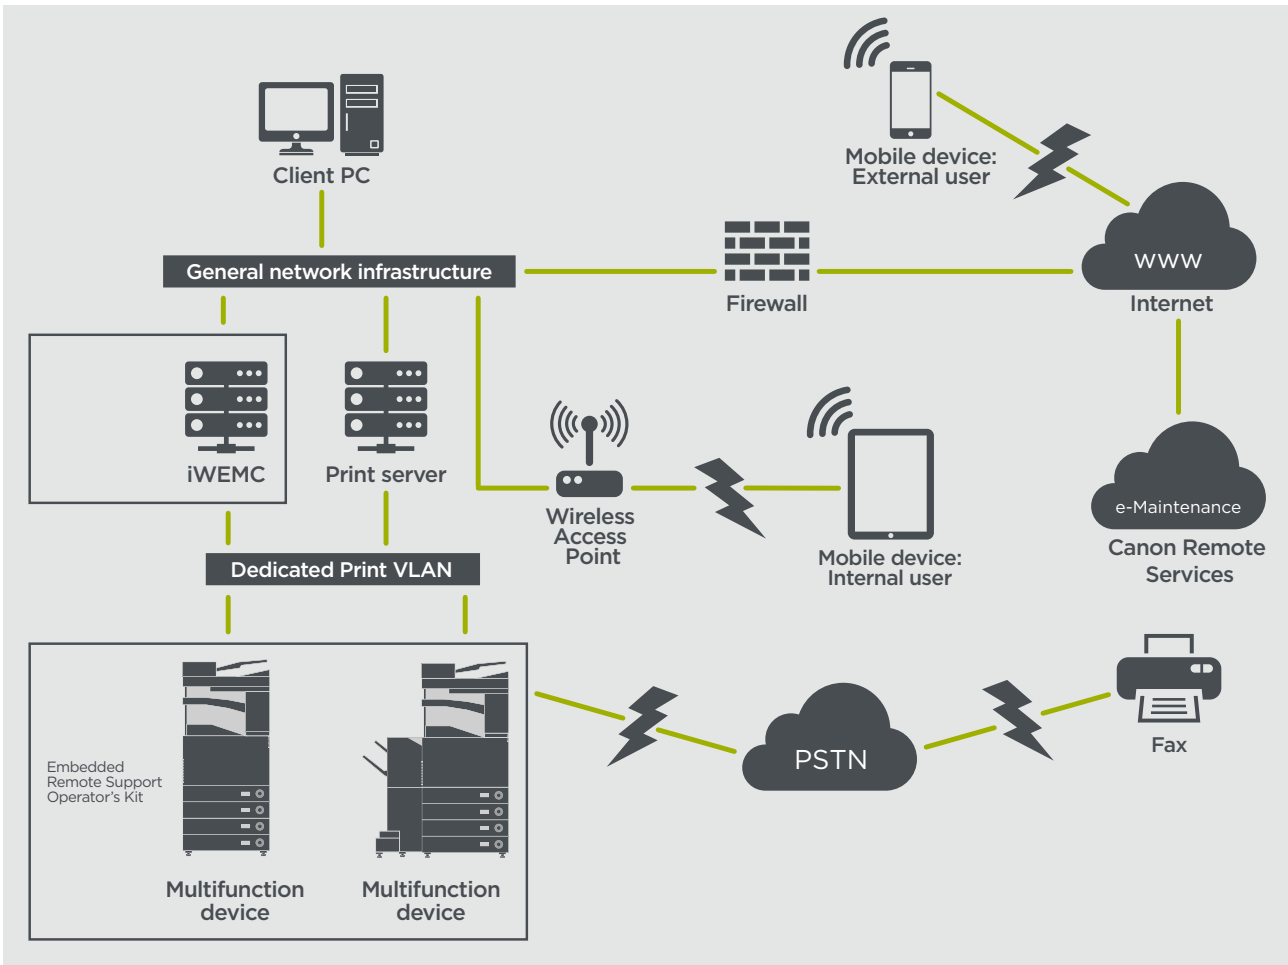 Mobile device:
External user
Client PC
General network infrastructure
Firewall
www
Internet
iWEMC
Print server
Wireless
Access
Point
Mobile device:
Internal user
e-Maintenance
Canon Remote
Services
Dedicated Print VLAN
Embedded
Remote Support
Operator's Kit
PSTN
Fax
Multifunction
device
Multifunction
device